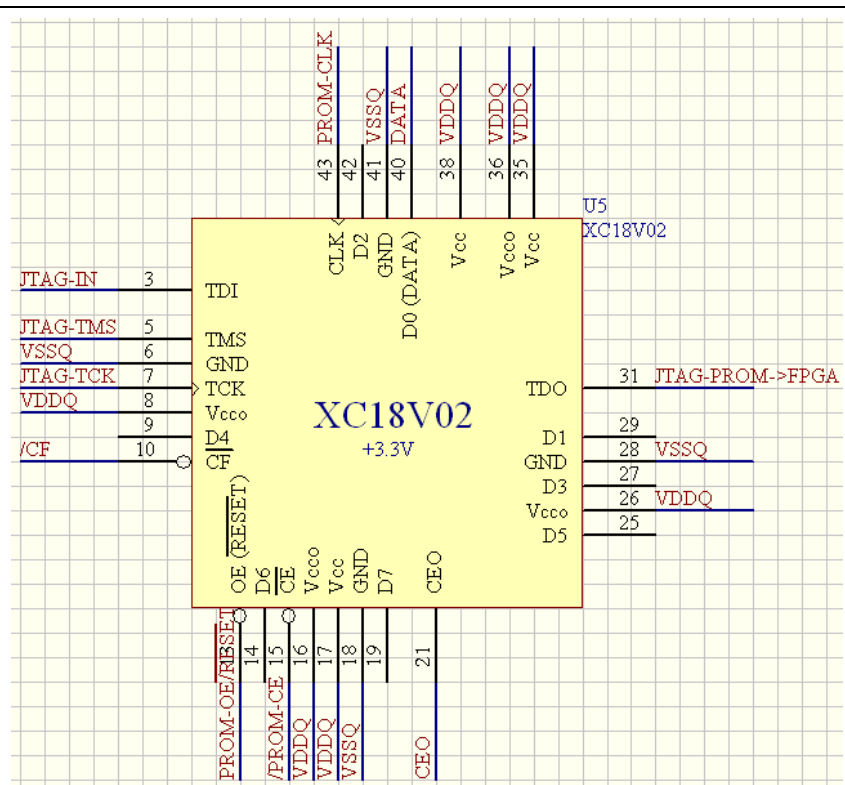 PROM-CLK
VSSQ
DATA
VDDQ
VDDQ
VDDQ
43
42
41
40
38
36
35
U5
XC18V02
CLK
D2
GND
D0 (DATA)
Vcc
Vcco
Vcc
JTAG-IN 3 TDI
JTAG-TMS 5 TMS
VSSQ 6 GND
JTAG-TCK 7 TCK
VDDQ 8 Vcco
9 D4
/CF 10 CF
XC18V02
+3.3V
TDO 31 JTAG-PROM->FPGA
D1 29
GND 28 VSSQ
D3 27
Vcco 26 VDDQ
D5 25
OE (RESET)
D6
CE
Vcco
Vcc
GND
D7
CEO
13
14
15
16
17
18
19
21
PROM-OE/RESET
/PROM-CE
VDDQ
VDDQ
VSSQ
CEO